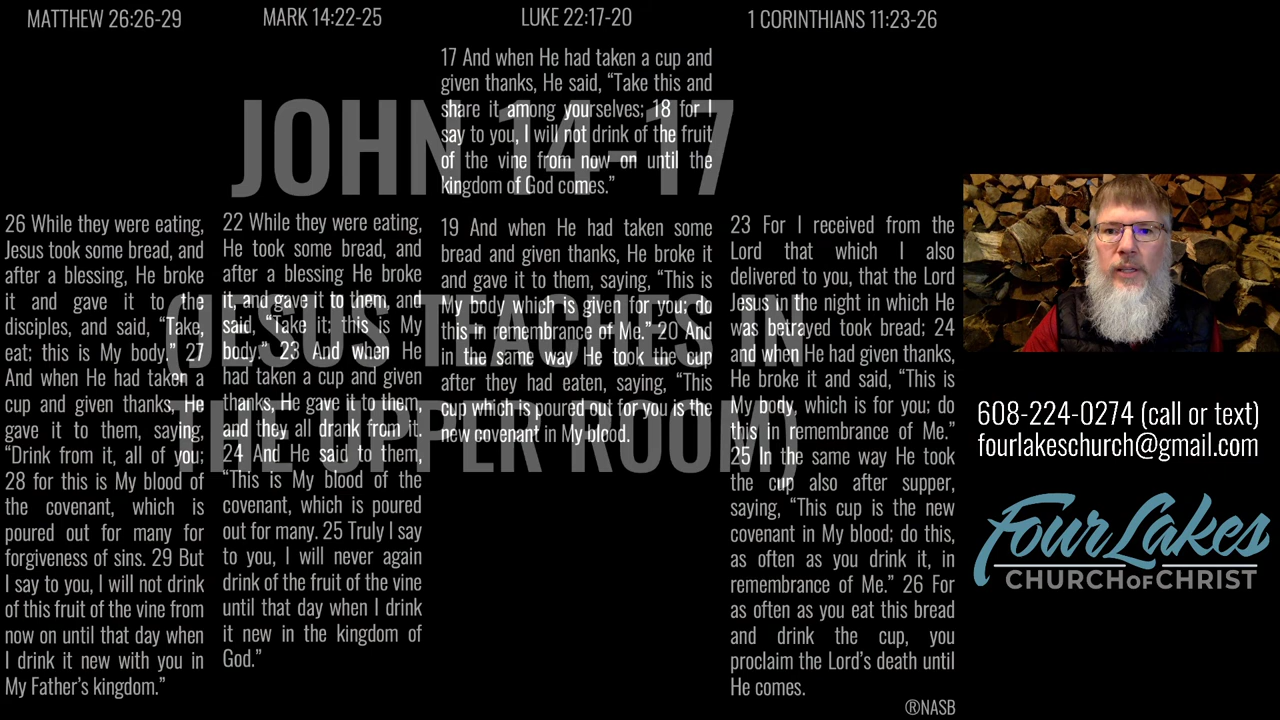 MATTHEW 26:26-29
26 While they were eating,
Jesus took some bread, and
after a blessing, He broke
it and gave it to the
disciples, and said, “Take,
eat; this is My body.” 27
And when He had taken a
cup and given thanks, He
gave it to them, saying,
“Drink from it, all of you;
28 for this is My blood of
the covenant, which is
poured out for many for
forgiveness of sins. 29 But
I say to you, I will not drink
of this fruit of the vine from
now on until that day when
I drink it new with you in
My Father’s kingdom.”
MARK 14:22-25
22 While they were eating,
He took some bread, and
after a blessing He broke
it, and gave it to them, and
said, “Take it; this is My
body.” 23 And when He
had taken a cup and given
thanks, He gave it to them,
and they all drank from it.
24 And He said to them,
“This is My blood of the
covenant, which is poured
out for many. 25 Truly I say
to you, I will never again
drink of the fruit of the vine
until that day when I drink
it new in the kingdom of
God.”
LUKE 22:17-20
17 And when He had taken a cup and
given thanks, He said, “Take this and
share it among yourselves; 18 for I
say to you, I will not drink of the fruit
of the vine from now on until the
kingdom of God comes.”
19 And when He had taken some
bread and given thanks, He broke it
and gave it to them, saying, “This is
My body which is given for you; do
this in remembrance of Me.” 20 And
in the same way He took the cup
after they had eaten, saying, “This
cup which is poured out for you is the
new covenant in My blood.
1 CORINTHIANS 11:23-26
23 For I received from the
Lord that which I also
delivered to you, that the Lord
Jesus in the night in which He
was betrayed took bread; 24
and when He had given thanks,
He broke it and said, “This is
My body, which is for you; do
this in remembrance of Me.”
25 In the same way He took
the cup also after supper,
saying, “This cup is the new
covenant in My blood; do this,
as often as you drink it, in
remembrance of Me.” 26 For
as often as you eat this bread
and drink the cup, you
proclaim the Lord’s death until
He comes.
®NASB
JOHN 14-17
(JESUS TEACHES IN
THE UPPER ROOM)
608-224-0274 (call or text)
fourlakeschurch@gmail.com
Four Lakes
CHURCH OF CHRIST